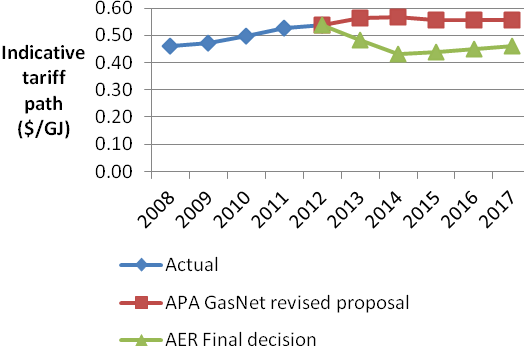 Indicative
tariff
path
($/GJ)
0.60
0.50
0.40
0.30
0.20
0.10
0.00
2008 2009 2010 2011 2012 2013 2014 2015 2016 2017
Actual
APA GasNet revised proposal
AER Final decision